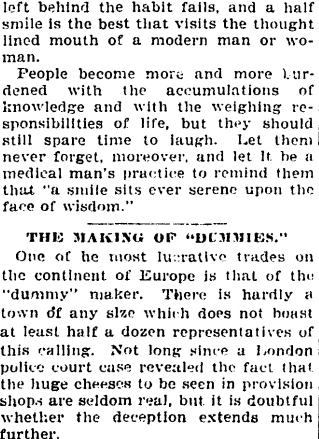 left behind the habit fails, and a half
smile is the best that visits the thought
lined mouth of a modern man or wo-
man.
People become more and more bur-
dened with the accumulations of
knowledge and with the weighing re-
sponsibilities of life, but they should
still spare time to laugh. Let them
never forget, moreover, and let it be a
medical man's practice to remind them
that "a smile sits ever serene upon the
face of wisdom."
THE MAKING OF "DUMMIES."
One of he most lucrative trades on
the continent of Europe is that of the
"dummy" maker. There is hardly a
town of any size which does not boast
at least half a dozen representatives of
this calling. Not long since a London
police court case revealed the fact that
the huge cheeses to be seen in provision
shops are seldom real, but it is doubtful
whether the deception extends much
further.